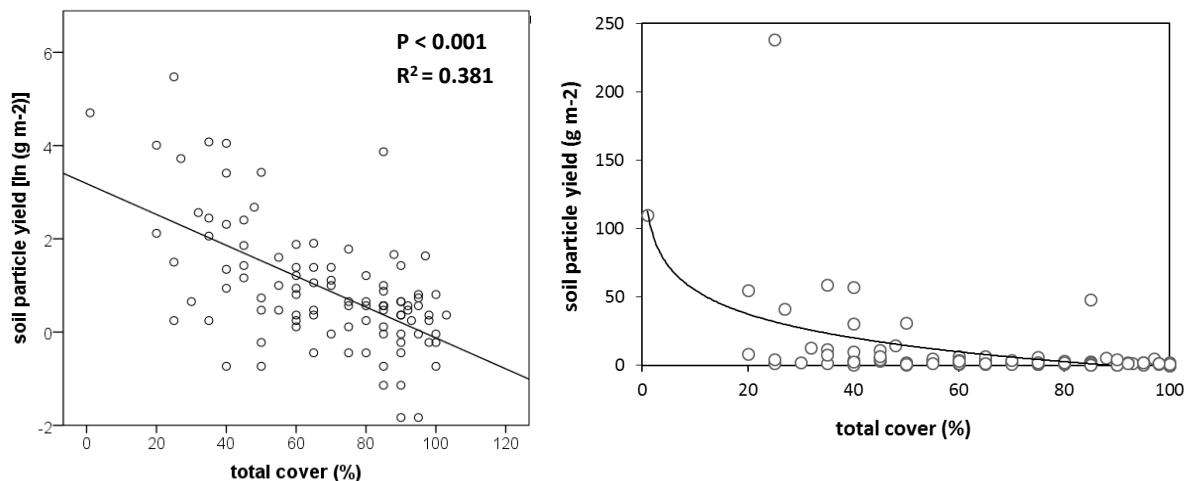 P < 0.001
R² = 0.381
6
4
2
0
-2
soil particle yield [ln (g m-2)]
0 20 40 60 80 100 120
total cover (%)
250
200
150
100
50
0
soil particle yield (g m-2)
0 20 40 60 80 100
total cover (%)